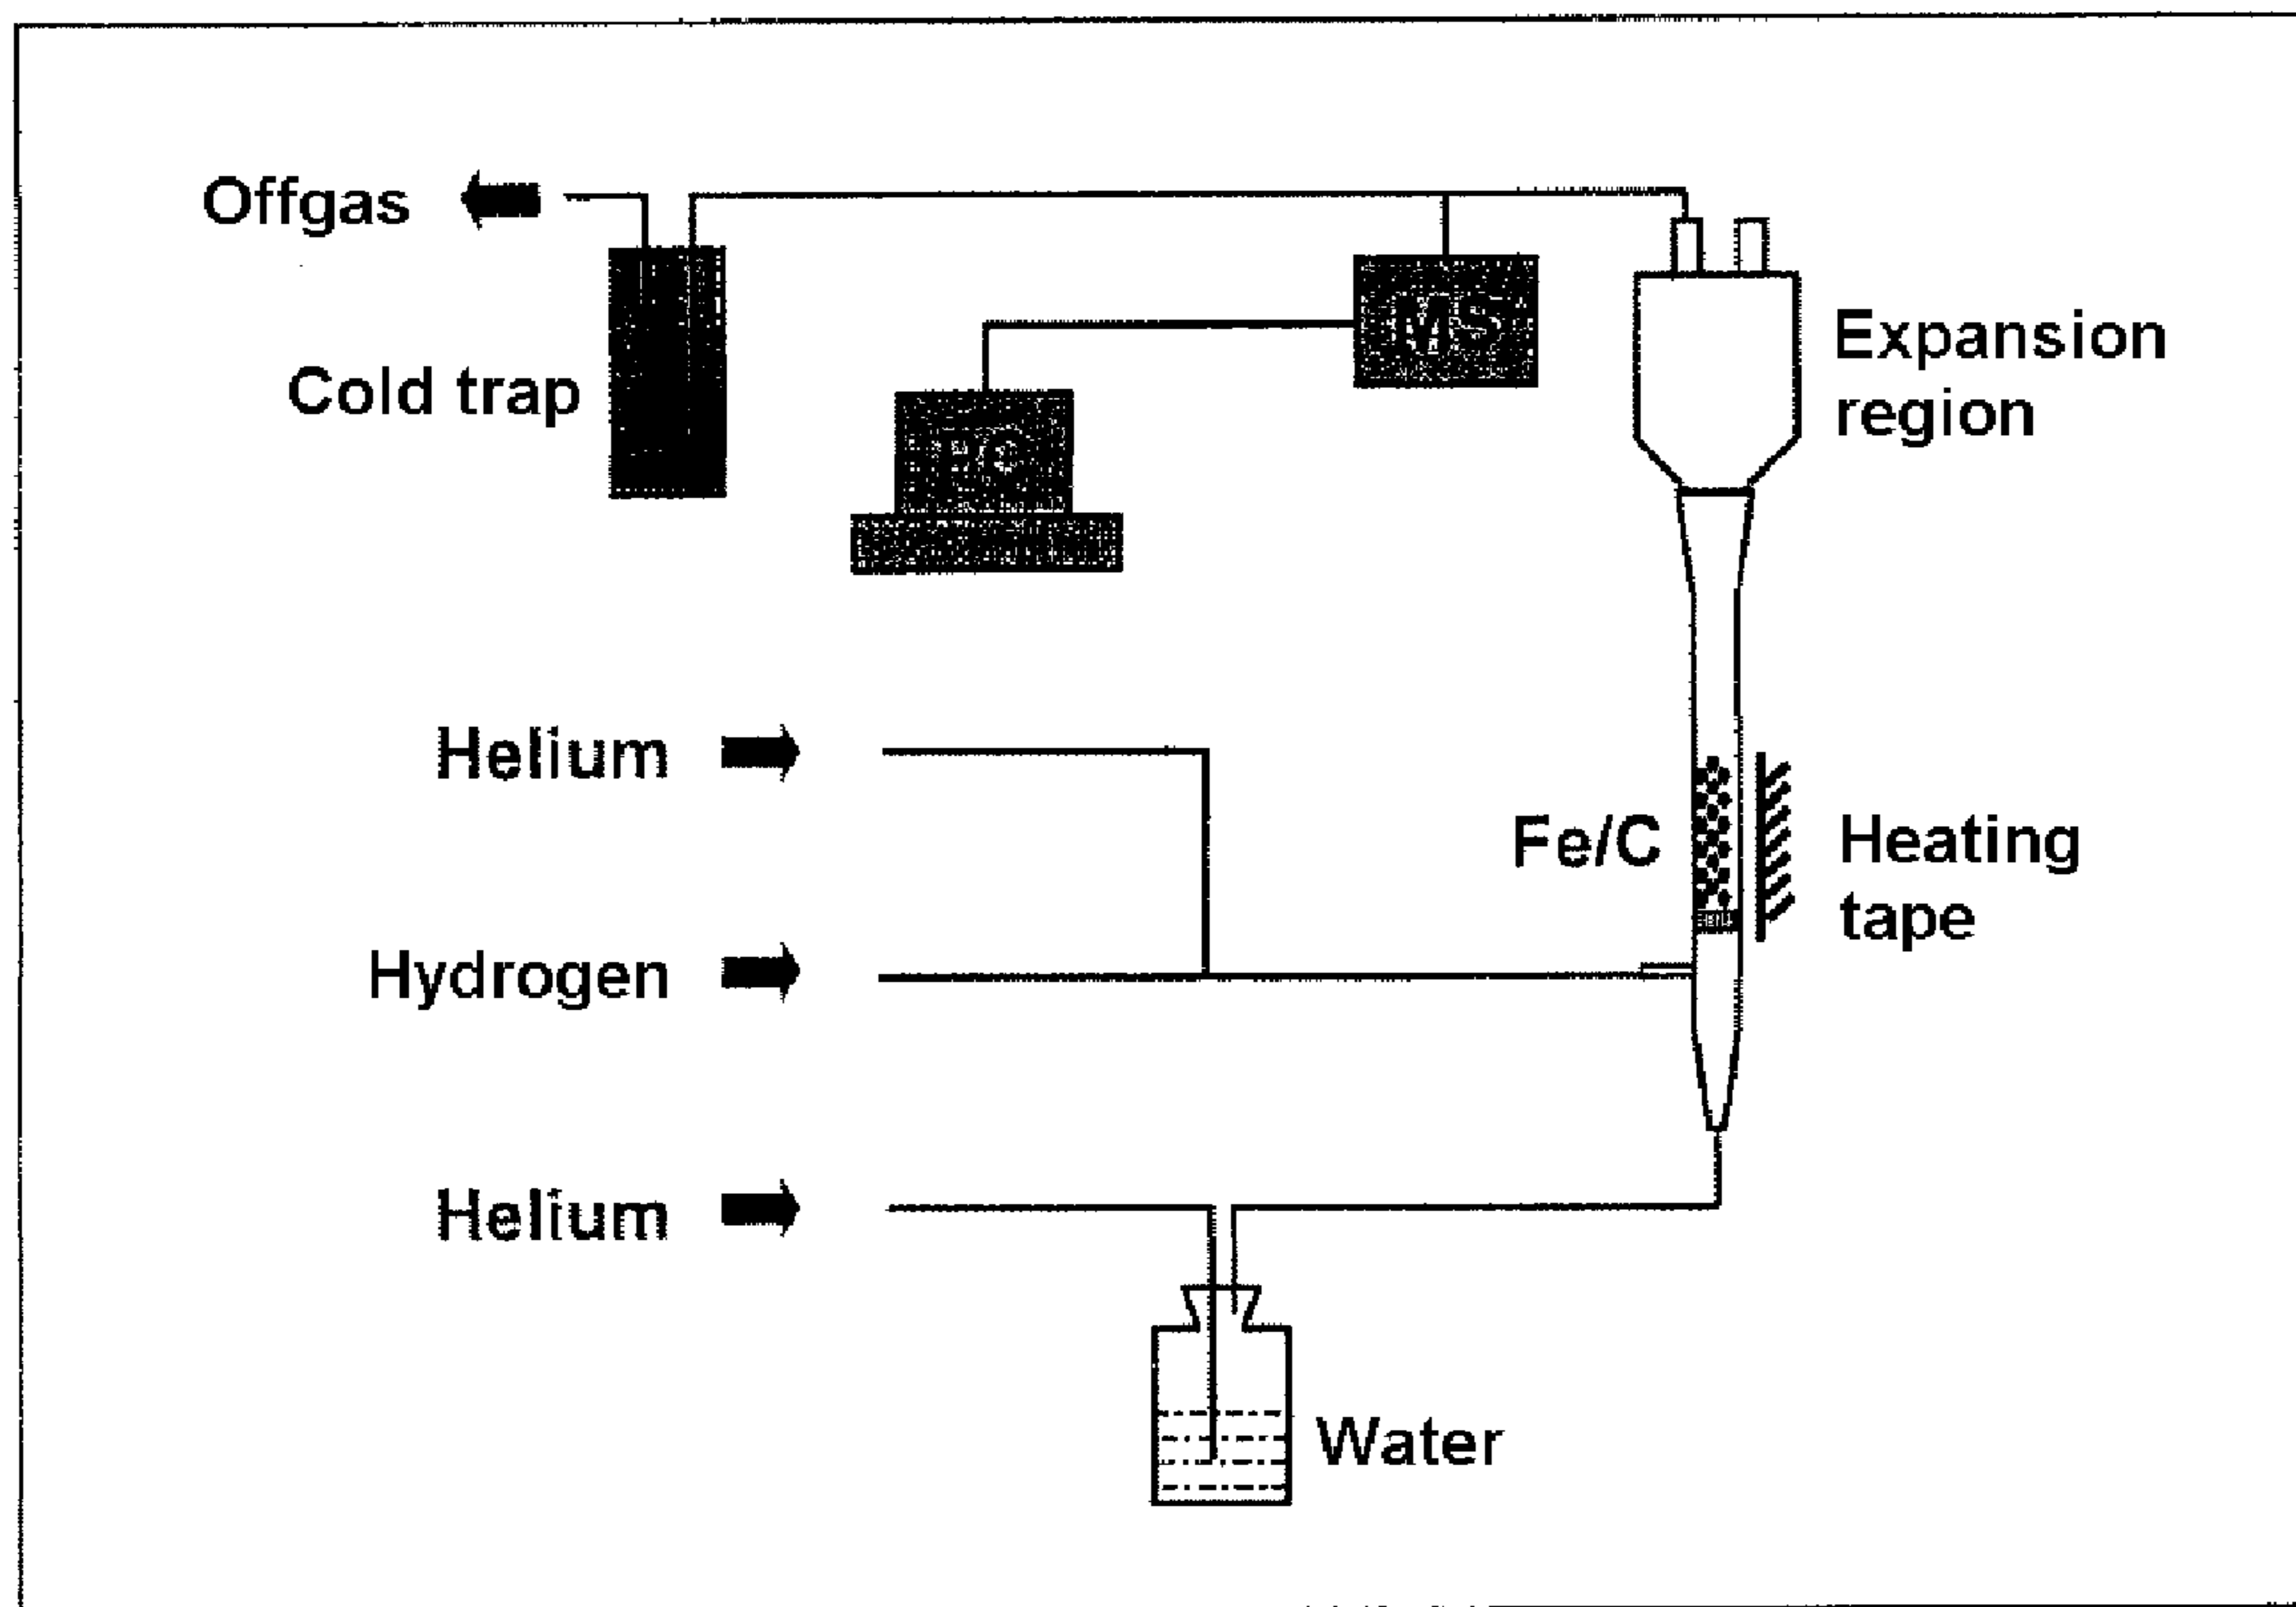 Offgas
MS
Expansion
region
Cold trap
PC
Helium
Fe/C
Heating
tape
Hydrogen
Helium
Water